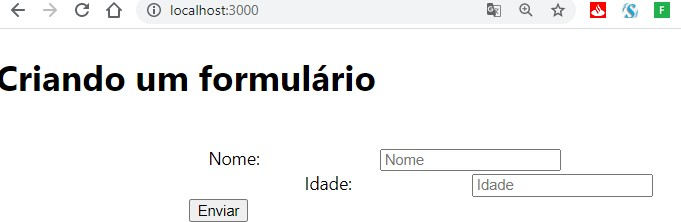 localhost:3000
S
F
Criando um formulário
Nome: Nome
Idade: Idade
Enviar